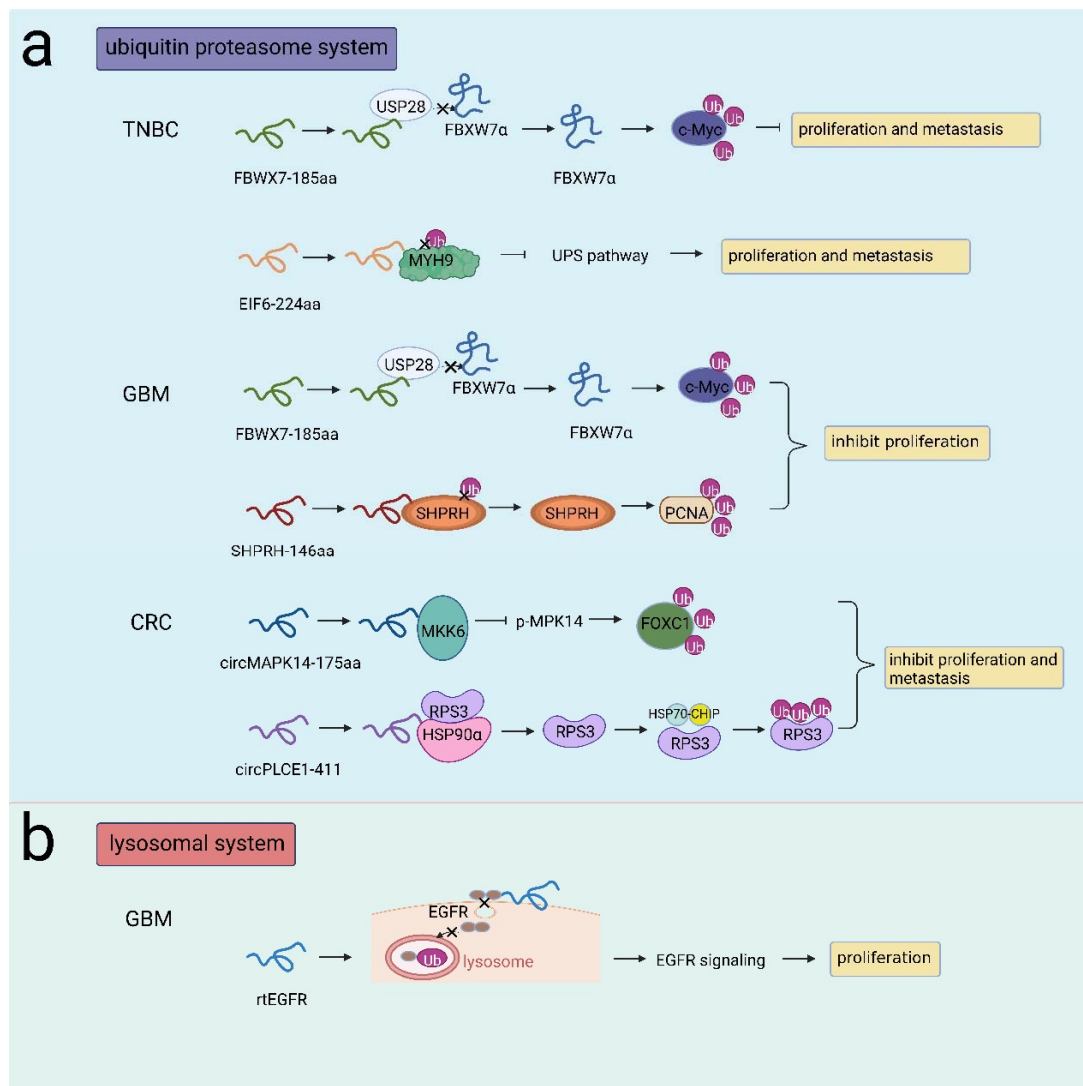 a
ubiquitin proteasome system
TNBC
USP28
FBXW7α
FBWX7-185aa
FBXW7α
c-Myc
Ub
Ub
Ub
proliferation and metastasis
EIF6-224aa
Ub
MYH9
UPS pathway
proliferation and metastasis
GBM
USP28
FBXW7α
FBWX7-185aa
FBXW7α
c-Myc
Ub
Ub
Ub
inhibit proliferation
SHPRH-146aa
Ub
SHPRH
SHPRH
PCNA
Ub
Ub
Ub
CRC
circMAPK14-175aa
MKK6
p-MPK14
FOXC1
Ub
Ub
Ub
inhibit proliferation and
metastasis
circPLCE1-411
RPS3
HSP90α
RPS3
HSP70-CHIP
RPS3
Ub
Ub
Ub
RPS3
b
lysosomal system
GBM
rtEGFR
EGFR
Ub
lysosome
EGFR signaling
proliferation